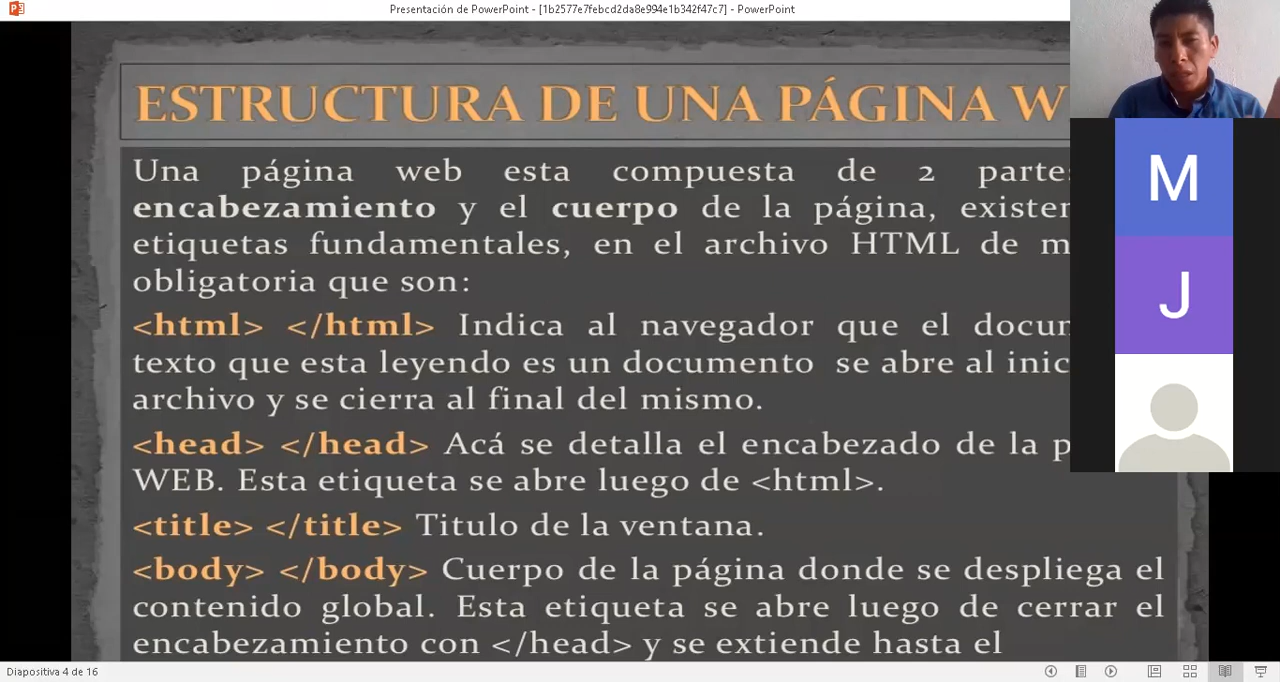 Presentación de PowerPoint - [1b2577e7febcd2da8e994e1b342f47c7] - PowerPoint
ESTRUCTURA DE UNA PÁGINA
Una página web esta compuesta de 2
encabezamiento y el cuerpo de la página,
etiquetas fundamentales, en el archivo HTML de
obligatoria que son:
<html> </html> Indica al navegador que el
texto que esta leyendo es un documento se abre al
archivo y se cierra al final del mismo.
<head> </head> Acá se detalla el encabezado de la
WEB. Esta etiqueta se abre luego de <html>.
<title> </title> Titulo de la ventana.
<body> </body> Cuerpo de la página donde se despliega el
contenido global. Esta etiqueta se abre luego de cerrar el
encabezamiento con </head> y se extiende hasta el
M
J
Diapositiva 4 de 16